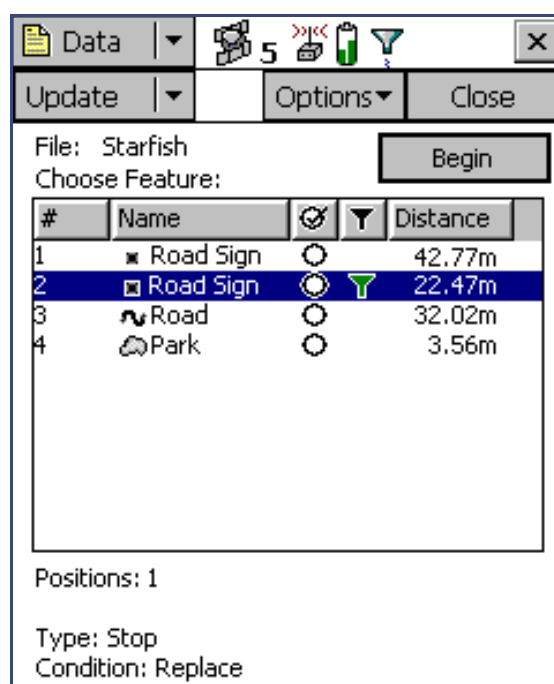 Data 5
Update Options Close
File: Starfish
Begin
Choose Feature:
# Name Distance
1 Road Sign 42.77m
2 Road Sign 22.47m
3 Road 32.02m
4 Park 3.56m
Positions: 1
Type: Stop
Condition: Replace